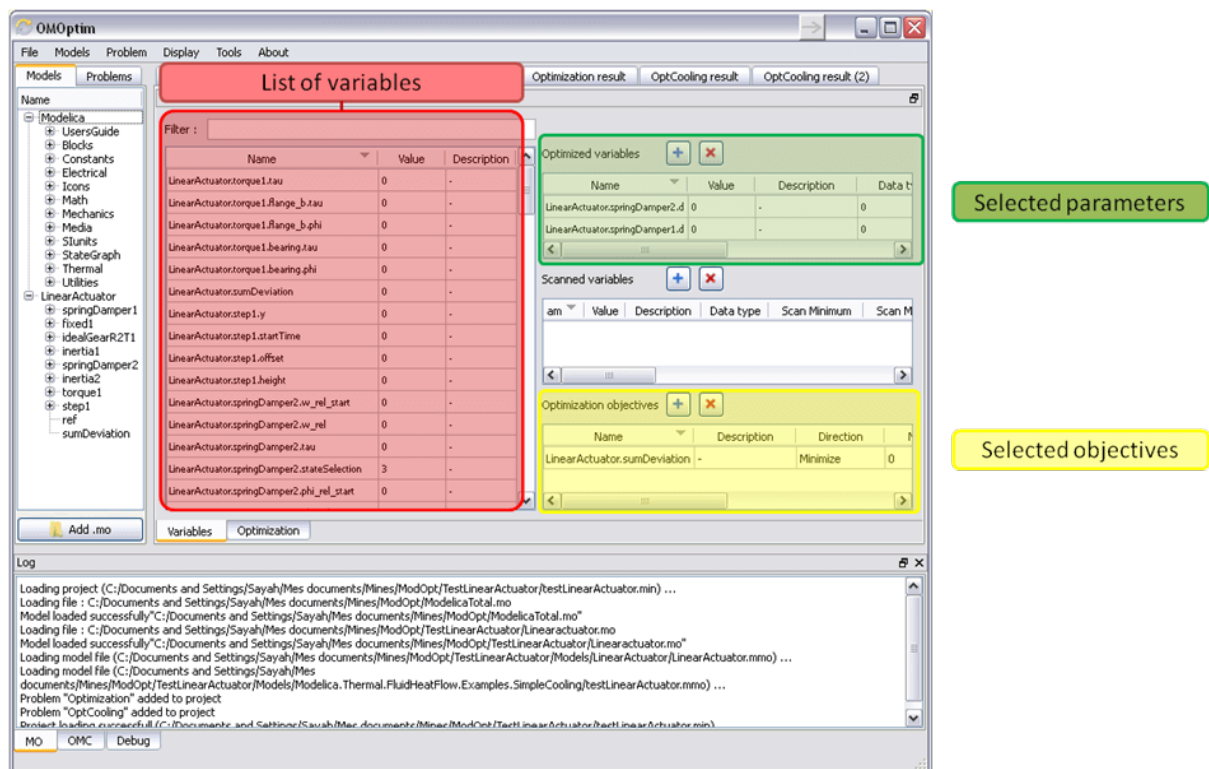 OMOptim
File Models Problem Display Tools About
Models Problems
List of variables
Optimization result OptCooling result OptCooling result (2)
Name
Modelica
UsersGuide
Blocks
Constants
Electrical
Icons
Math
Mechanics
Media
SIunits
StateGraph
Thermal
Utilities
LinearActuator
springDamper1
fixed1
idealGearR2T1
inertia1
springDamper2
inertia2
torque1
step1
ref
sumDeviation
Add .mo
Filter :
Name Value Description
LinearActuator.torque1.tau 0 -
LinearActuator.torque1.flange_b.tau 0 -
LinearActuator.torque1.flange_b.phi 0 -
LinearActuator.torque1.bearing.tau 0 -
LinearActuator.torque1.bearing.phi 0 -
LinearActuator.sumDeviation 0 -
LinearActuator.step1.y 0 -
LinearActuator.step1.startTime 0 -
LinearActuator.step1.offset 0 -
LinearActuator.step1.height 0 -
LinearActuator.springDamper2.w_rel_start 0 -
LinearActuator.springDamper2.w_rel 0 -
LinearActuator.springDamper2.tau 0 -
LinearActuator.springDamper2.stateSelection 3 -
LinearActuator.springDamper2.phi_rel_start 0 -
Variables Optimization
Optimized variables
Name Value Description Data t
LinearActuator.springDamper2.d 0 - 0
LinearActuator.springDamper1.d 0 - 0
Scanned variables
am Value Description Data type Scan Minimum Scan M
Optimization objectives
Name Description Direction
LinearActuator.sumDeviation - Minimize 0
Selected parameters
Selected objectives
Log
Loading project (C:/Documents and Settings/Sayah/Mes documents/Mines/ModOpt/TestLinearActuator/testLinearActuator.min) ...
Loading file : C:/Documents and Settings/Sayah/Mes documents/Mines/ModOpt/ModelicaTotal.mo
Model loaded successfully"C:/Documents and Settings/Sayah/Mes documents/Mines/ModOpt/ModelicaTotal.mo"
Loading file : C:/Documents and Settings/Sayah/Mes documents/Mines/ModOpt/TestLinearActuator/Linearactuator.mo
Model loaded successfully"C:/Documents and Settings/Sayah/Mes documents/Mines/ModOpt/TestLinearActuator/Linearactuator.mo"
Loading model file (C:/Documents and Settings/Sayah/Mes documents/Mines/ModOpt/TestLinearActuator/Models/LinearActuator/LinearActuator.mmo) ...
Loading model file (C:/Documents and Settings/Sayah/Mes
documents/Mines/ModOpt/TestLinearActuator/Models/Modelica.Thermal.FluidHeatFlow.Examples.SimpleCooling/testLinearActuator.mmo) ...
Problem "Optimization" added to project
Problem "OptCooling" added to project
Project loading successfull (C:/Documents and Settings/Sayah/Mes documents/Mines/ModOpt/TestLinearActuator/testLinearActuator.min)
MO OMC Debug